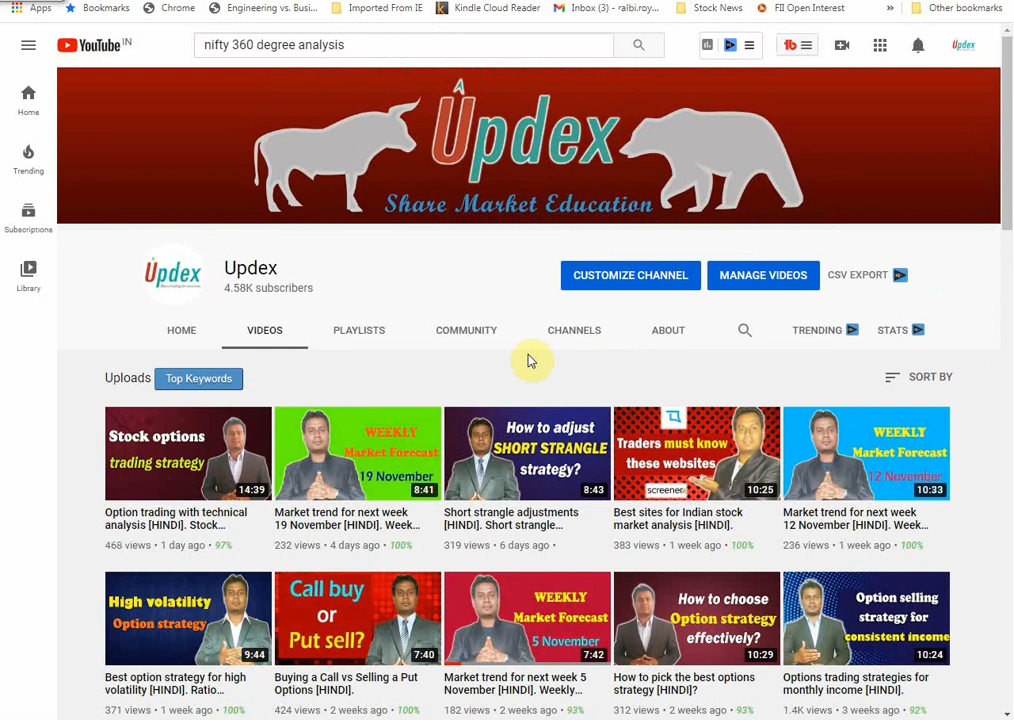 Apps
Bookmarks
Chrome
Engineering vs. Busi...
Imported From IE
Kindle Cloud Reader
Inbox (3) - ralbi.roy...
Stock News
FII Open Interest
»
Other bookmarks
YouTube IN
nifty 360 degree analysis
Updex
Home
Trending
Subscriptions
Library
Ûpdex
Share Market Education
Ûpdex
Updex
4.58K subscribers
CUSTOMIZE CHANNEL
MANAGE VIDEOS
CSV EXPORT
HOME
VIDEOS
PLAYLISTS
COMMUNITY
CHANNELS
ABOUT
TRENDING
STATS
Uploads
Top Keywords
SORT BY
Stock options
trading strategy
14:39
WEEKLY
Market Forecast
19 November
8:41
How to adjust
SHORT STRANGLE
strategy?
8:43
Traders must know
these websites
screener
10:25
WEEKLY
Market Forecast
12 November
10:33
Option trading with technical
analysis [HINDI]. Stock...
468 views • 1 day ago • 97%
Market trend for next week
19 November [HINDI]. Week...
232 views • 4 days ago • 100%
Short strangle adjustments
[HINDI]. Short strangle...
319 views • 6 days ago •
Best sites for Indian stock
market analysis [HINDI].
383 views • 1 week ago • 100%
Market trend for next week
12 November [HINDI]. Week...
236 views • 1 week ago • 100%
High volatility
Option strategy
9:44
Call buy
or
Put sell?
7:40
WEEKLY
Market Forecast
5 November
7:42
How to choose
Option strategy
effectively?
10:29
Option selling
strategy for
consistent income
10:24
Best option strategy for high
volatility [HINDI]. Ratio...
371 views • 1 week ago • 100%
Buying a Call vs Selling a Put
Options [HINDI].
424 views • 2 weeks ago • 100%
Market trend for next week 5
November [HINDI]. Weekly...
182 views • 2 weeks ago • 93%
How to pick the best options
strategy [HINDI]?
312 views • 2 weeks ago • 93%
Options trading strategies for
monthly income [HINDI].
1.4K views • 3 weeks ago • 92%